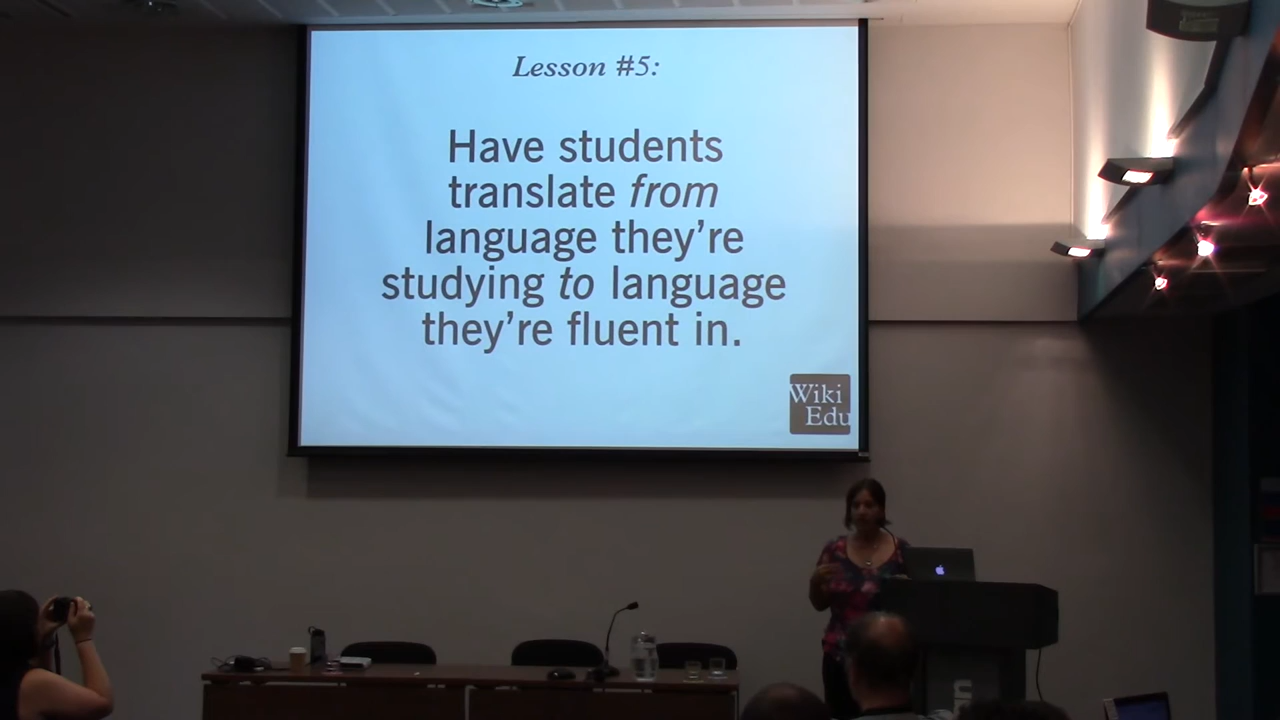 Lesson #5:
Have students
translate from
language they're
studying to language
they're fluent in.
Wiki
Edu